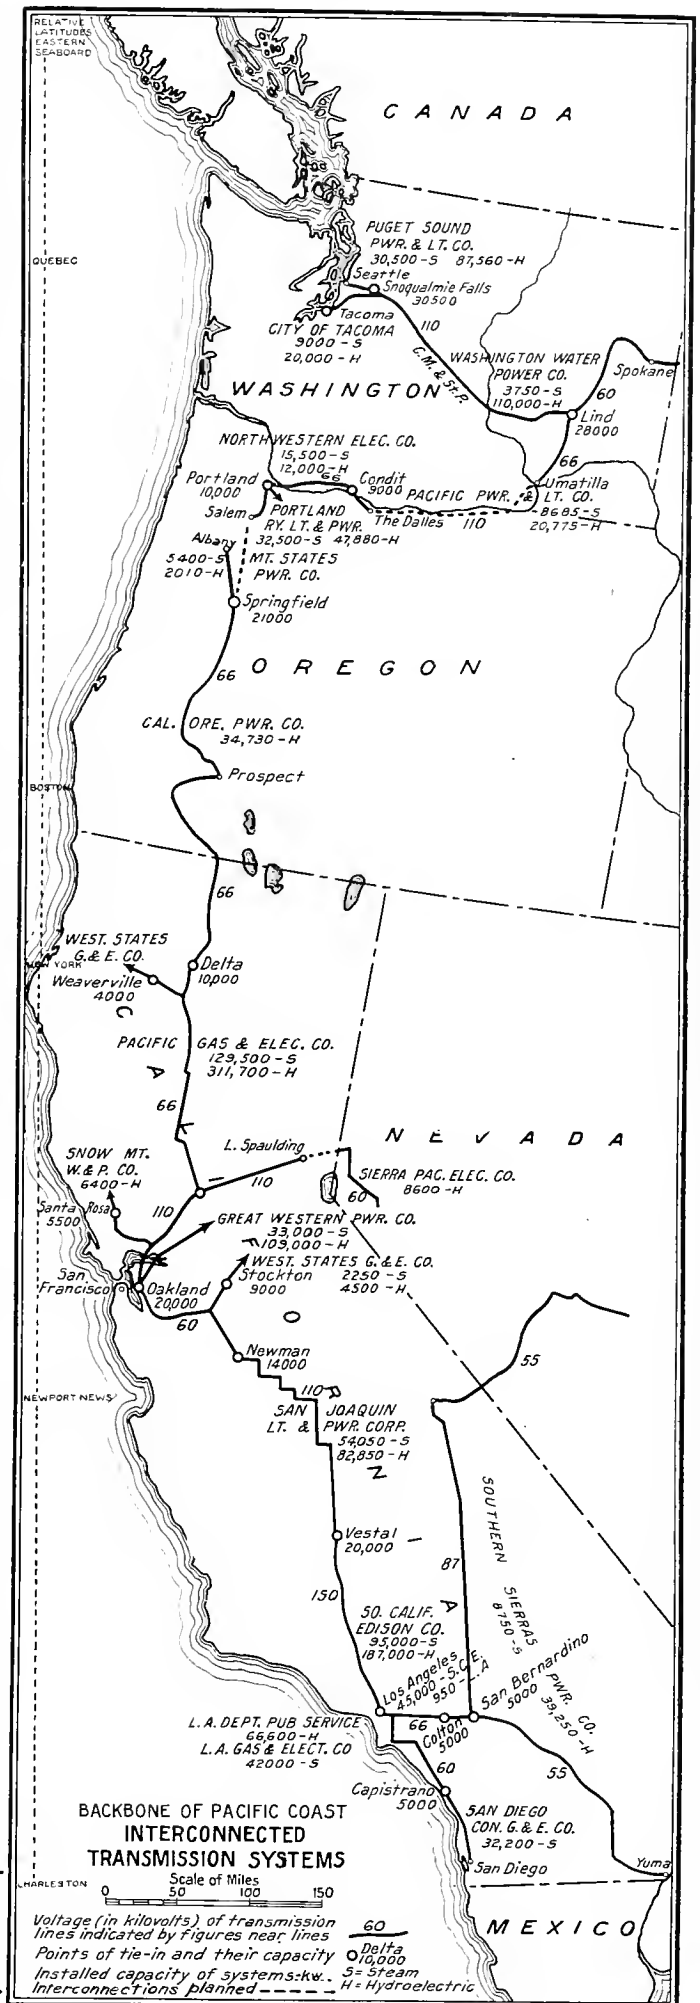 RELATIVE
LATITUDES
EASTERN
SEABOARD
CANADA
QUEBEC
PUGET SOUND
PWR. & LT. CO.
30,500-S 87,560-H
Seattle
Snoqualmie Falls
30500
Tacoma
CITY OF TACOMA
9000-S
20,000-H
110
C.M. & St.P.
WASHINGTON WATER
POWER CO.
3750-S
110,000-H
Spokane
60
Lind
28000
WASHINGTON
66
NORTHWESTERN ELEC. CO.
15,500-S
12,000-H
66
Portland
10,000
Condit
9000
Umatilla
PACIFIC PWR. & LT. CO.
8685-S
20,775-H
The Dalles
110
Salem
PORTLAND
RY. LT. & PWR.
32,500-S 47,880-H
Albany
5400-S
2010-H
MT. STATES
PWR. CO.
Springfield
21000
66
OREGON
CAL. ORE. PWR. CO.
34,730-H
Prospect
BOSTON
66
WEST. STATES
G. & E. CO.
NEW YORK
Weaverville
4000
Delta
10,000
PACIFIC GAS & ELEC. CO.
129,500-S
311,700-H
66
CALIFORNIA
NEVADA
L. Spaulding
110
SIERRA PAC. ELEC. CO.
8600-H
60
SNOW MT.
W. & P. CO.
6400-H
Santa Rosa
5500
110
GREAT WESTERN PWR. CO.
33,000-S
109,000-H
WEST. STATES G. & E. CO.
2250-S
4500-H
Stockton
9000
San
Francisco
Oakland
20,000
60
Newman
14000
55
NEWPORT NEWS
110
SAN JOAQUIN
LT. & PWR. CORP.
54,050-S
82,850-H
Vestal
20,000
87
SOUTHERN SIERRAS PWR. CO.
8750-S
39,250-H
150
SO. CALIF.
EDISON CO.
95,000-S
187,000-H
Los Angeles
45,000-S.C.E.
San Bernardino
5000
66
Colton
5000
L.A. DEPT. PUB SERVICE
66,600-H
L.A. GAS & ELECT. CO
42000-S
60
55
Capistrano
5000
SAN DIEGO
CON. G. & E. CO.
32,200-S
San Diego
Yuma
BACKBONE OF PACIFIC COAST
INTERCONNECTED
TRANSMISSION SYSTEMS
CHARLESTON
Scale of Miles
0 50 100 150
MEXICO
Voltage (in kilovolts) of transmission
lines indicated by figures near lines 60
Points of tie-in and their capacity Delta 10,000
Installed capacity of systems-kw.. S=Steam
H=Hydroelectric
Interconnections planned